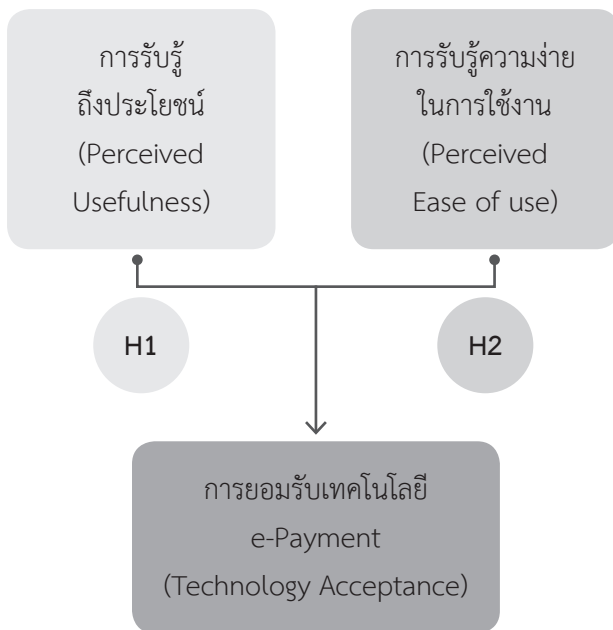 การรับรู้
ถึงประโยชน์
(Perceived
Usefulness)
การรับรู้ความง่าย
ในการใช้งาน
(Perceived
Ease of use)
H1
H2
การยอมรับเทคโนโลยี
e-Payment
(Technology Acceptance)